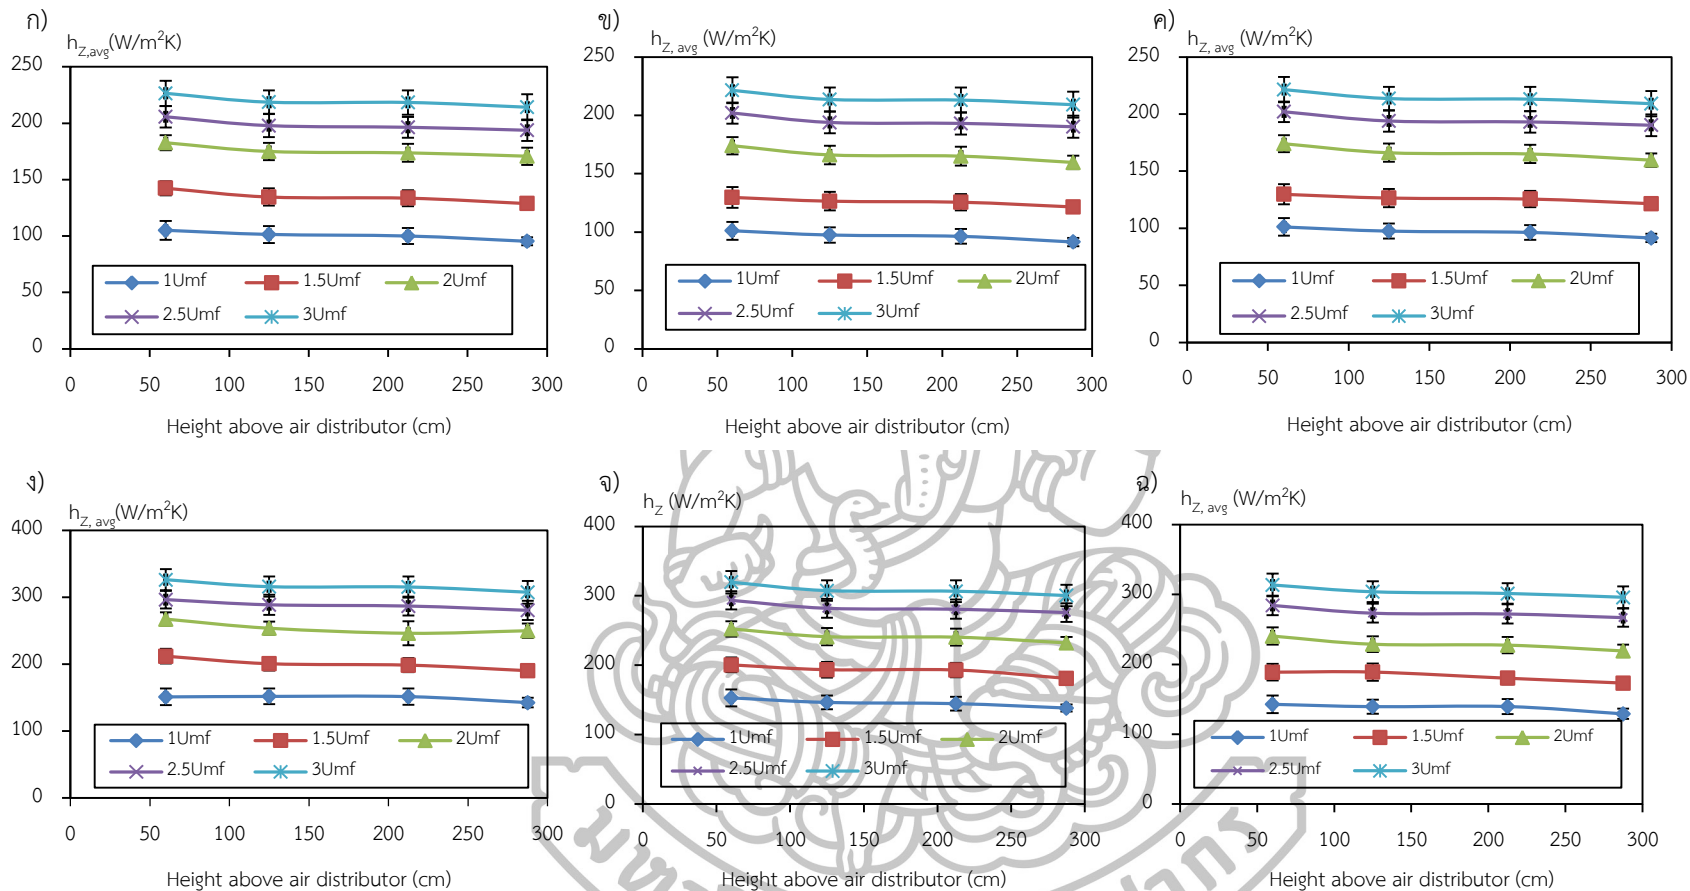 ก)
h_Z,avg(W/m²K)
250
200
150
100
50
0
1Umf 1.5Umf 2Umf
2.5Umf 3Umf
0 50 100 150 200 250 300
Height above air distributor (cm)
ข)
h_Z, avg (W/m²K)
250
200
150
100
50
0
1Umf 1.5Umf 2Umf
2.5Umf 3Umf
0 50 100 150 200 250 300
Height above air distributor (cm)
ค)
h_Z, avg (W/m²K)
250
200
150
100
50
0
1Umf 1.5Umf 2Umf
2.5Umf 3Umf
0 50 100 150 200 250 300
Height above air distributor (cm)
ง)
h_Z, avg(W/m²K)
400
300
200
100
0
1Umf 1.5Umf 2Umf
2.5Umf 3Umf
0 50 100 150 200 250 300
Height above air distributor (cm)
จ)
h_Z (W/m²K)
400
300
200
100
0
1Umf 1.5Umf 2Umf
2.5Umf 3Umf
0 50 100 150 200 250 300
Height above air distributor (cm)
ฉ)
h_Z, avg (W/m²K)
400
300
200
100
0
1Umf 1.5Umf 2Umf
2.5Umf 3Umf
0 50 100 150 200 250 300
Height above air distributor (cm)